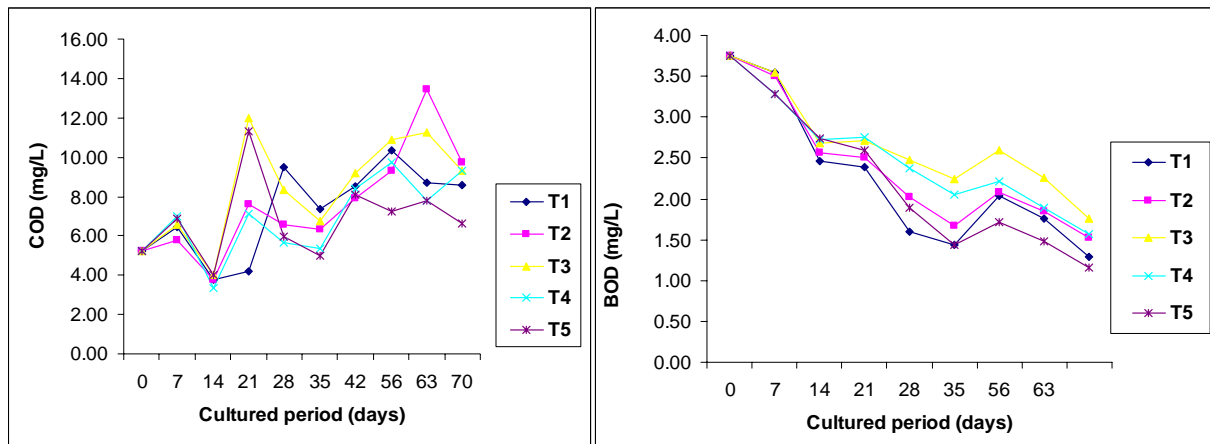 16.00
14.00
12.00
10.00
8.00
6.00
4.00
2.00
0.00
COD (mg/L)
0 7 14 21 28 35 42 56 63 70
Cultured period (days)
T1
T2
T3
T4
T5
4.00
3.50
3.00
2.50
2.00
1.50
1.00
0.50
0.00
BOD (mg/L)
0 7 14 21 28 35 56 63
Cultured period (days)
T1
T2
T3
T4
T5